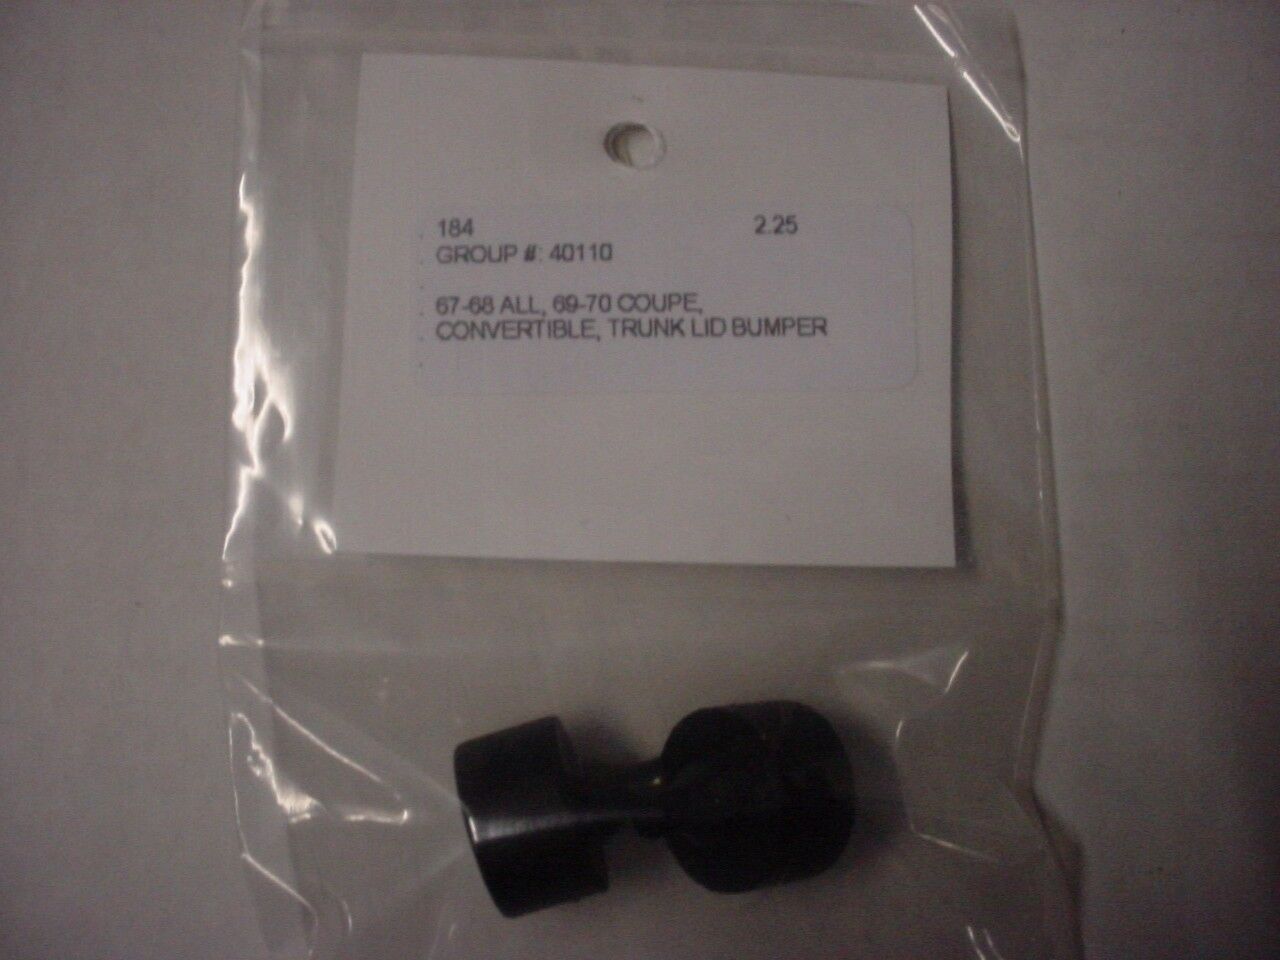 184 2.25
GROUP #: 40110
67-68 ALL, 69-70 COUPE,
CONVERTIBLE, TRUNK LID BUMPER